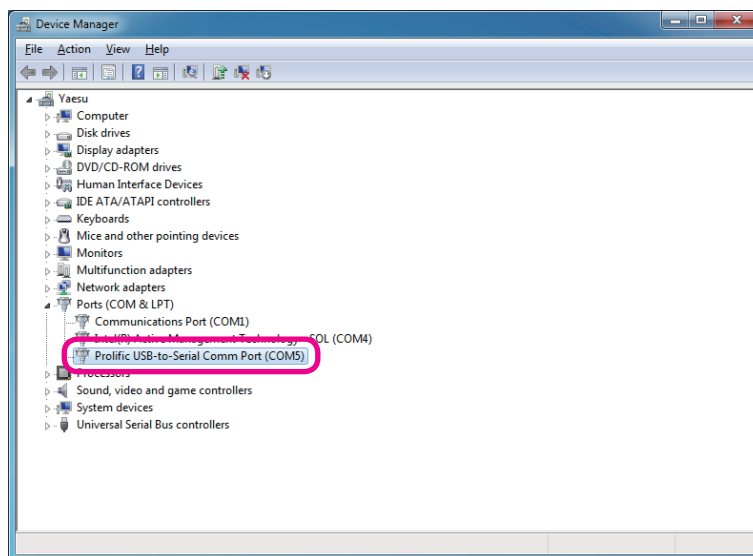 Device Manager
File Action View Help
Yaesu
Computer
Disk drives
Display adapters
DVD/CD-ROM drives
Human Interface Devices
IDE ATA/ATAPI controllers
Keyboards
Mice and other pointing devices
Monitors
Multifunction adapters
Network adapters
Ports (COM & LPT)
Communications Port (COM1)
Intel(R) Active Management Technology - SOL (COM4)
Prolific USB-to-Serial Comm Port (COM5)
Processors
Sound, video and game controllers
System devices
Universal Serial Bus controllers